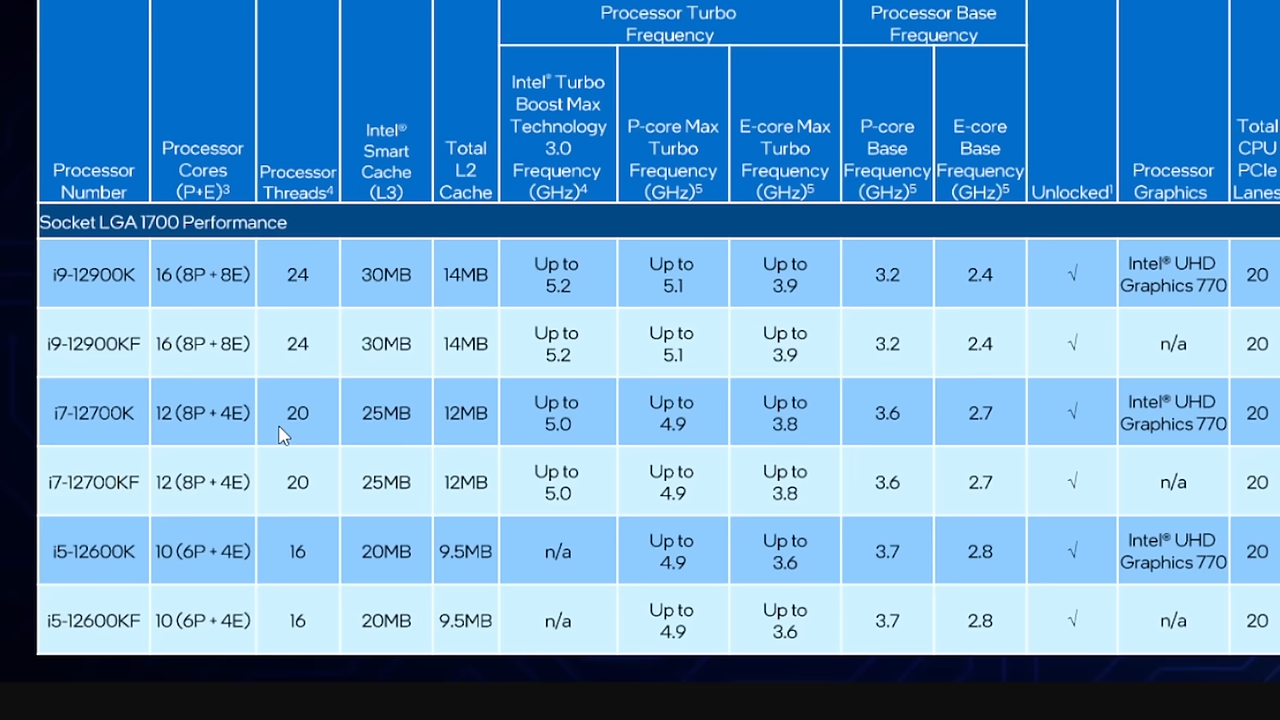 Processor Turbo Frequency
Processor Base Frequency
Processor Number
Processor Cores (P+E)³
Processor Threads⁴
Intel® Smart Cache (L3)
Total L2 Cache
Intel® Turbo Boost Max Technology 3.0 Frequency (GHz)⁴
P-core Max Turbo Frequency (GHz)⁵
E-core Max Turbo Frequency (GHz)⁵
P-core Base Frequency (GHz)⁵
E-core Base Frequency (GHz)⁵
Unlocked¹
Processor Graphics
Total CPU PCIe Lanes
Socket LGA 1700 Performance
i9-12900K 16 (8P + 8E) 24 30MB 14MB Up to 5.2 Up to 5.1 Up to 3.9 3.2 2.4 √ Intel® UHD Graphics 770 20
i9-12900KF 16 (8P + 8E) 24 30MB 14MB Up to 5.2 Up to 5.1 Up to 3.9 3.2 2.4 √ n/a 20
i7-12700K 12 (8P + 4E) 20 25MB 12MB Up to 5.0 Up to 4.9 Up to 3.8 3.6 2.7 √ Intel® UHD Graphics 770 20
i7-12700KF 12 (8P + 4E) 20 25MB 12MB Up to 5.0 Up to 4.9 Up to 3.8 3.6 2.7 √ n/a 20
i5-12600K 10 (6P + 4E) 16 20MB 9.5MB n/a Up to 4.9 Up to 3.6 3.7 2.8 √ Intel® UHD Graphics 770 20
i5-12600KF 10 (6P + 4E) 16 20MB 9.5MB n/a Up to 4.9 Up to 3.6 3.7 2.8 √ n/a 20